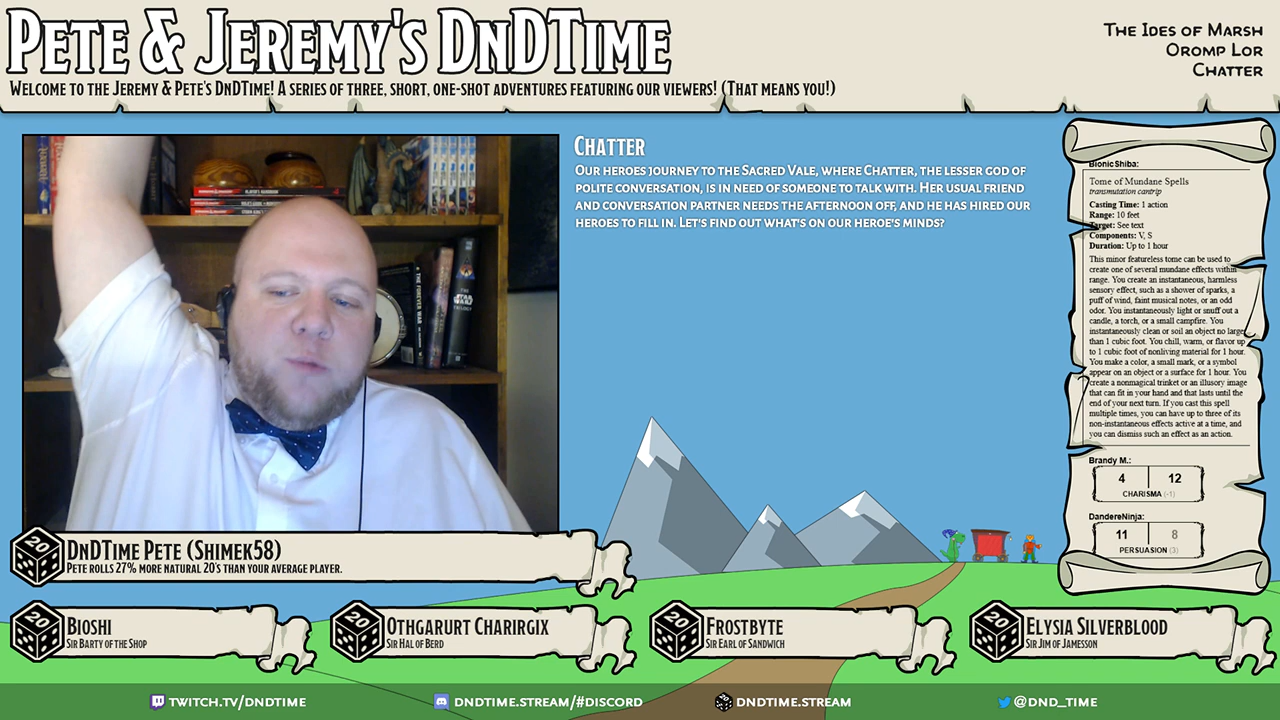 PETE & JEREMY'S DNDTIME
WELCOME TO THE JEREMY & PETE'S DNDTIME! A SERIES OF THREE, SHORT, ONE-SHOT ADVENTURES FEATURING OUR VIEWERS! (THAT MEANS YOU!)
THE IDES OF MARSH
OROMP LOR
CHATTER
CHATTER
OUR HEROES JOURNEY TO THE SACRED VALE, WHERE CHATTER, THE LESSER GOD OF
POLITE CONVERSATION, IS IN NEED OF SOMEONE TO TALK WITH. HER USUAL FRIEND
AND CONVERSATION PARTNER NEEDS THE AFTERNOON OFF, AND HE HAS HIRED OUR
HEROES TO FILL IN. LET'S FIND OUT WHAT'S ON OUR HEROE'S MINDS?
THE FOREVER WAR
THE
STAR
WARS
TRILOGY
BionicShiba:
Tome of Mundane Spells
transmutation cantrip
Casting Time: 1 action
Range: 10 feet
Target: See text
Components: V, S
Duration: Up to 1 hour
This minor featureless tome can be used to
create one of several mundane effects within
range. You create an instantaneous, harmless
sensory effect, such as a shower of sparks, a
puff of wind, faint musical notes, or an odd
odor. You instantaneously light or snuff out a
candle, a torch, or a small campfire. You
instantaneously clean or soil an object no larger
than 1 cubic foot. You chill, warm, or flavor up
to 1 cubic foot of nonliving material for 1 hour.
You make a color, a small mark, or a symbol
appear on an object or a surface for 1 hour. You
create a nonmagical trinket or an illusory image
that can fit in your hand and that lasts until the
end of your next turn. If you cast this spell
multiple times, you can have up to three of its
non-instantaneous effects active at a time, and
you can dismiss such an effect as an action.
Brandy M.:
4 12
CHARISMA (-1)
DandereNinja:
11 8
PERSUASION (3)
20
DNDTIME PETE (SHIMEK58)
PETE ROLLS 27% MORE NATURAL 20'S THAN YOUR AVERAGE PLAYER.
20
BIOSHI
SIR BARTY OF THE SHOP
20
OTHGARURT CHARIRGIX
SIR HAL OF BERD
20
FROSTBYTE
SIR EARL OF SANDWICH
20
ELYSIA SILVERBLOOD
SIR JIM OF JAMESSON
TWITCH.TV/DNDTIME
DNDTIME.STREAM/#DISCORD
DNDTIME.STREAM
@DND_TIME